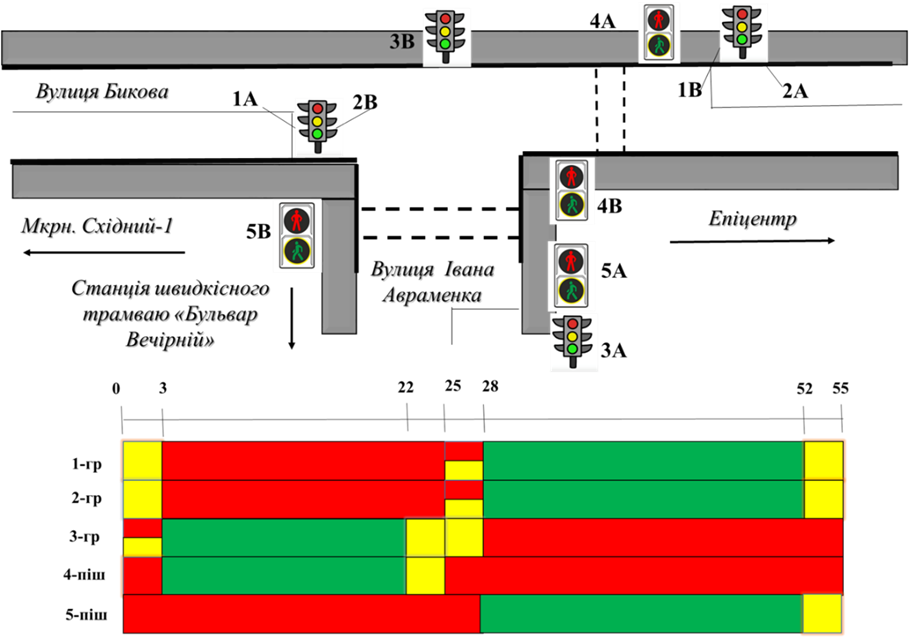 4А
3В
1В
2А
Вулиця Бикова
1А
2В
4В
Мкрн. Східний-1
5В
Епіцентр
Станція швидкісного
трамваю «Бульвар
Вечірній»
Вулиця Івана
Авраменка
5А
3А
0 3 22 25 28 52 55
1-гр
2-гр
3-гр
4-піш
5-піш